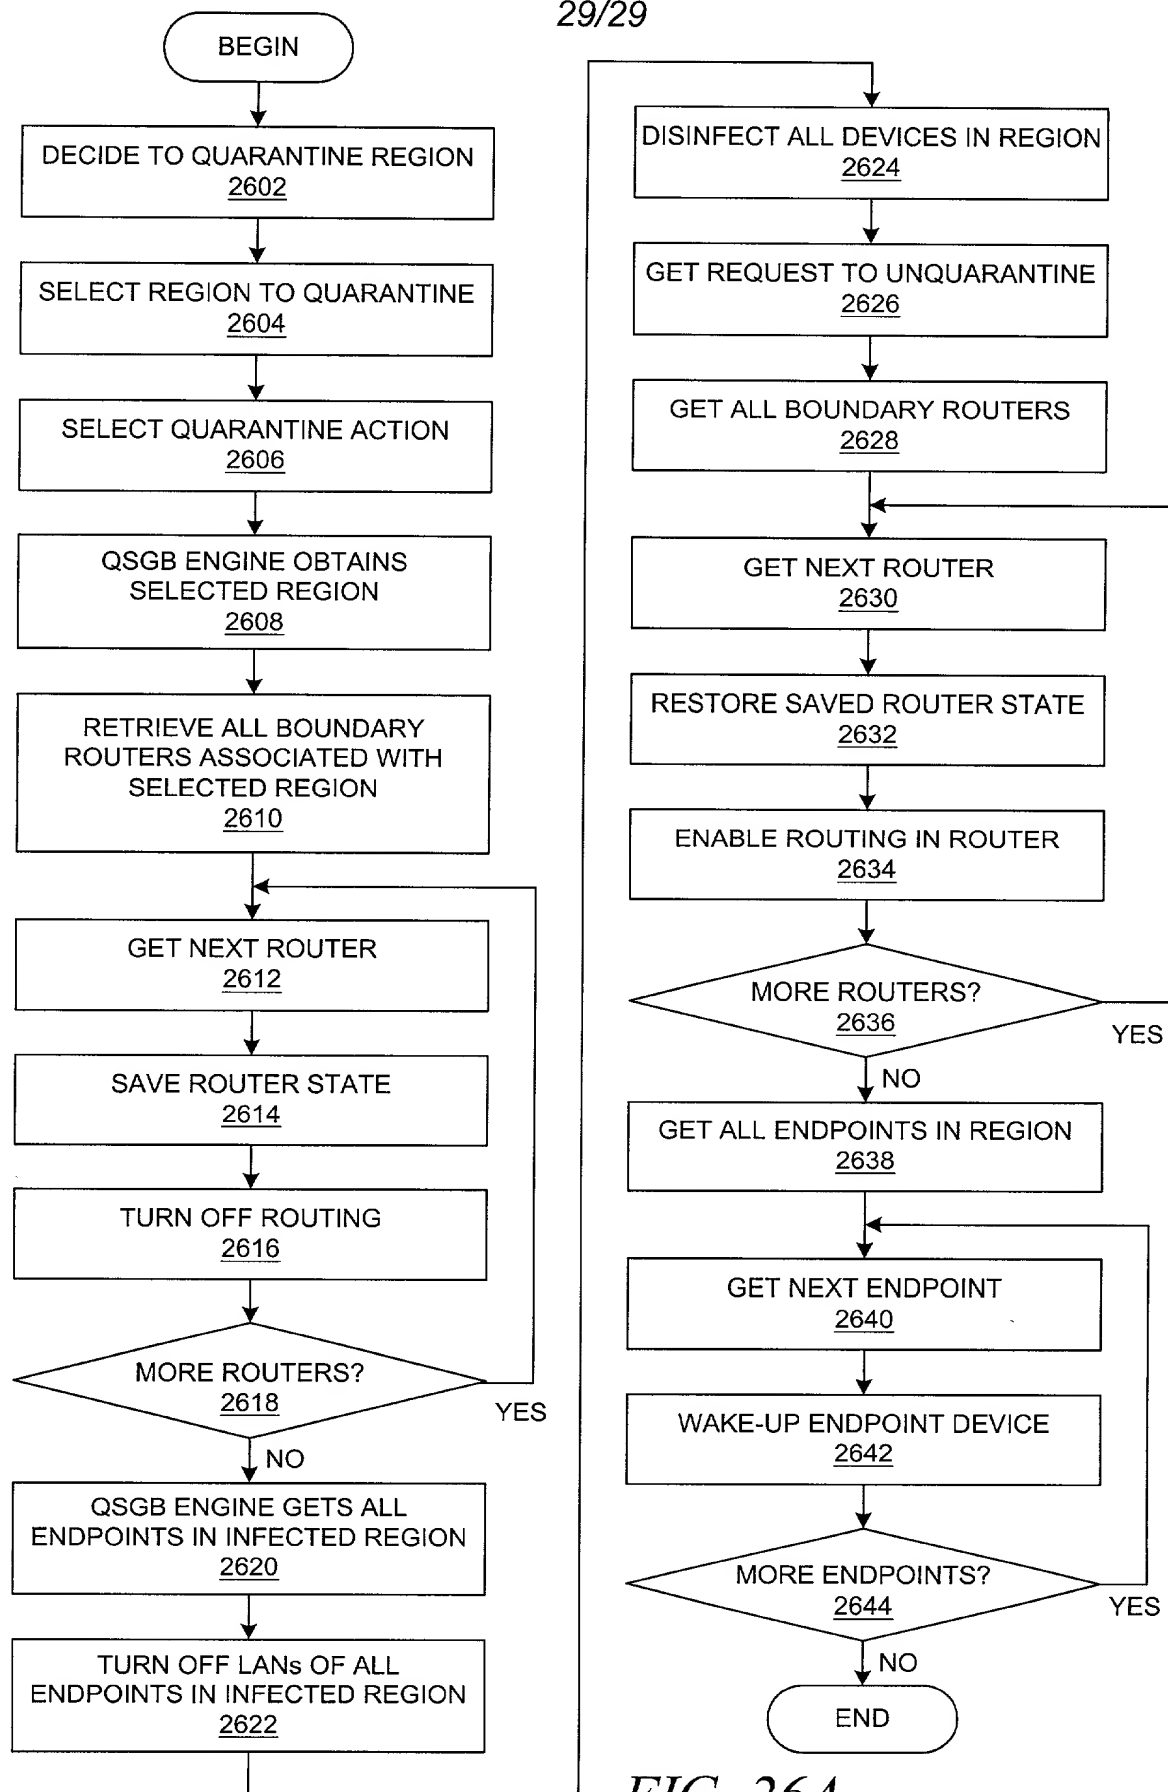 29/29
BEGIN
DECIDE TO QUARANTINE REGION
2602
SELECT REGION TO QUARANTINE
2604
SELECT QUARANTINE ACTION
2606
QSGB ENGINE OBTAINS
SELECTED REGION
2608
RETRIEVE ALL BOUNDARY
ROUTERS ASSOCIATED WITH
SELECTED REGION
2610
GET NEXT ROUTER
2612
SAVE ROUTER STATE
2614
TURN OFF ROUTING
2616
MORE ROUTERS?
2618
YES
NO
QSGB ENGINE GETS ALL
ENDPOINTS IN INFECTED REGION
2620
TURN OFF LANs OF ALL
ENDPOINTS IN INFECTED REGION
2622
DISINFECT ALL DEVICES IN REGION
2624
GET REQUEST TO UNQUARANTINE
2626
GET ALL BOUNDARY ROUTERS
2628
GET NEXT ROUTER
2630
RESTORE SAVED ROUTER STATE
2632
ENABLE ROUTING IN ROUTER
2634
MORE ROUTERS?
2636
YES
NO
GET ALL ENDPOINTS IN REGION
2638
GET NEXT ENDPOINT
2640
WAKE-UP ENDPOINT DEVICE
2642
MORE ENDPOINTS?
2644
YES
NO
END
FIG. 26A